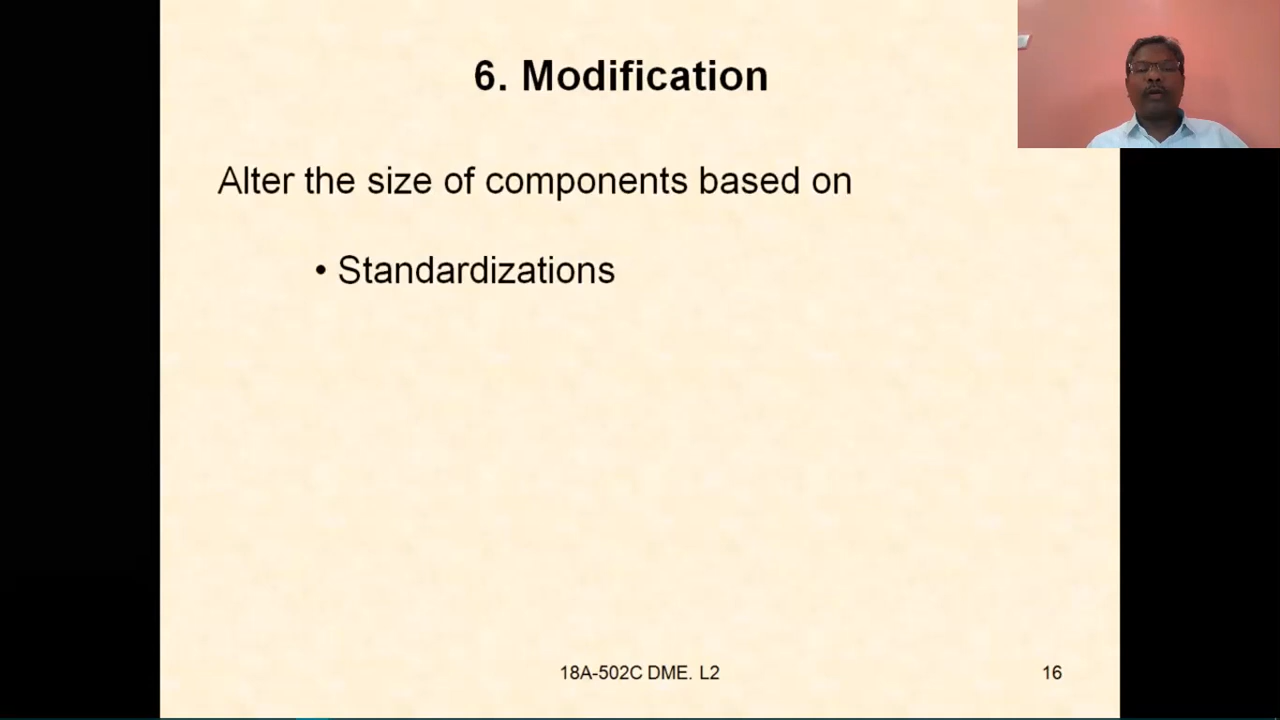 6. Modification
Alter the size of components based on
• Standardizations
18A-502C DME. L2
16